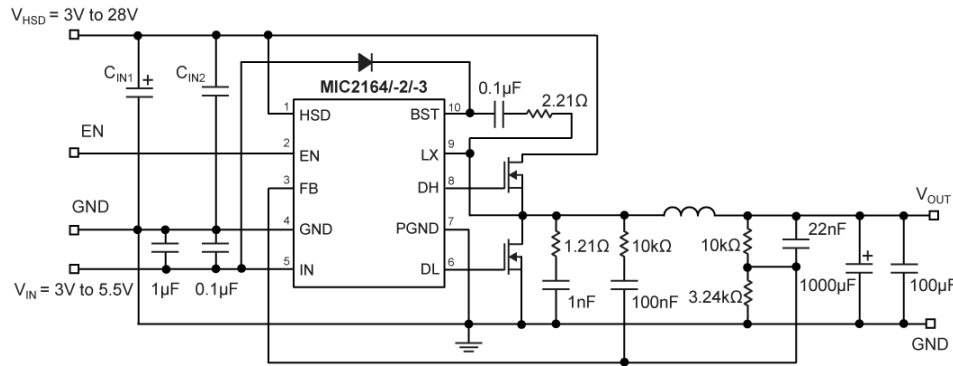 V_HSD = 3V to 28V
C_IN1
+
C_IN2
MIC2164/-2/-3
0.1µF
2.21Ω
1
HSD
BST
10
EN
2
EN
LX
9
3
FB
DH
8
GND
4
GND
PGND
7
V_OUT
1.21Ω
10kΩ
10kΩ
22nF
+
5
IN
DL
6
V_IN = 3V to 5.5V
1µF
0.1µF
1nF
100nF
3.24kΩ
1000µF
100µF
GND